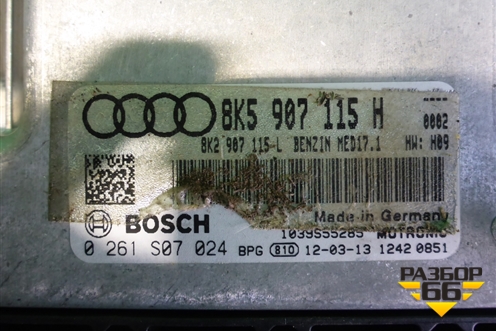 8K5 907 115 H 0002
8K2 907 115 L BENZIN MED17.1 HW: H09
Made in Germany
BOSCH
1039S55285 MOTRONIC
0 261 S07 024 BPG 810 12-03-13 1242 0851
РАЗБОР
66